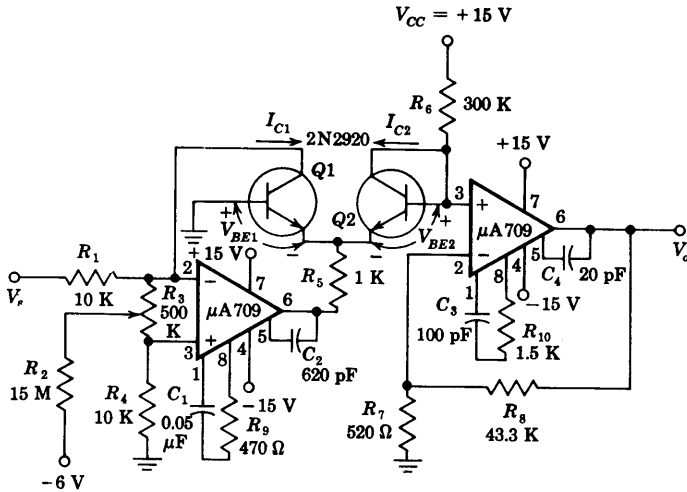 V_CC = +15 V
R_6
300 K
I_C1
2N2920
I_C2
+15 V
Q1
Q2
3
+
7
μA709
6
V_o
+
V_BE1
−
+
V_BE2
−
2
−
5
C_4
20 pF
1
8
4
−15 V
C_3
100 pF
R_10
1.5 K
R_1
10 K
V_s
+15 V
2
−
7
μA709
6
R_5
1 K
R_3
500
K
+
3
5
C_2
620 pF
1
8
4
−15 V
R_2
15 M
R_4
10 K
C_1
0.05
μF
R_9
470 Ω
−6 V
R_7
520 Ω
R_8
43.3 K